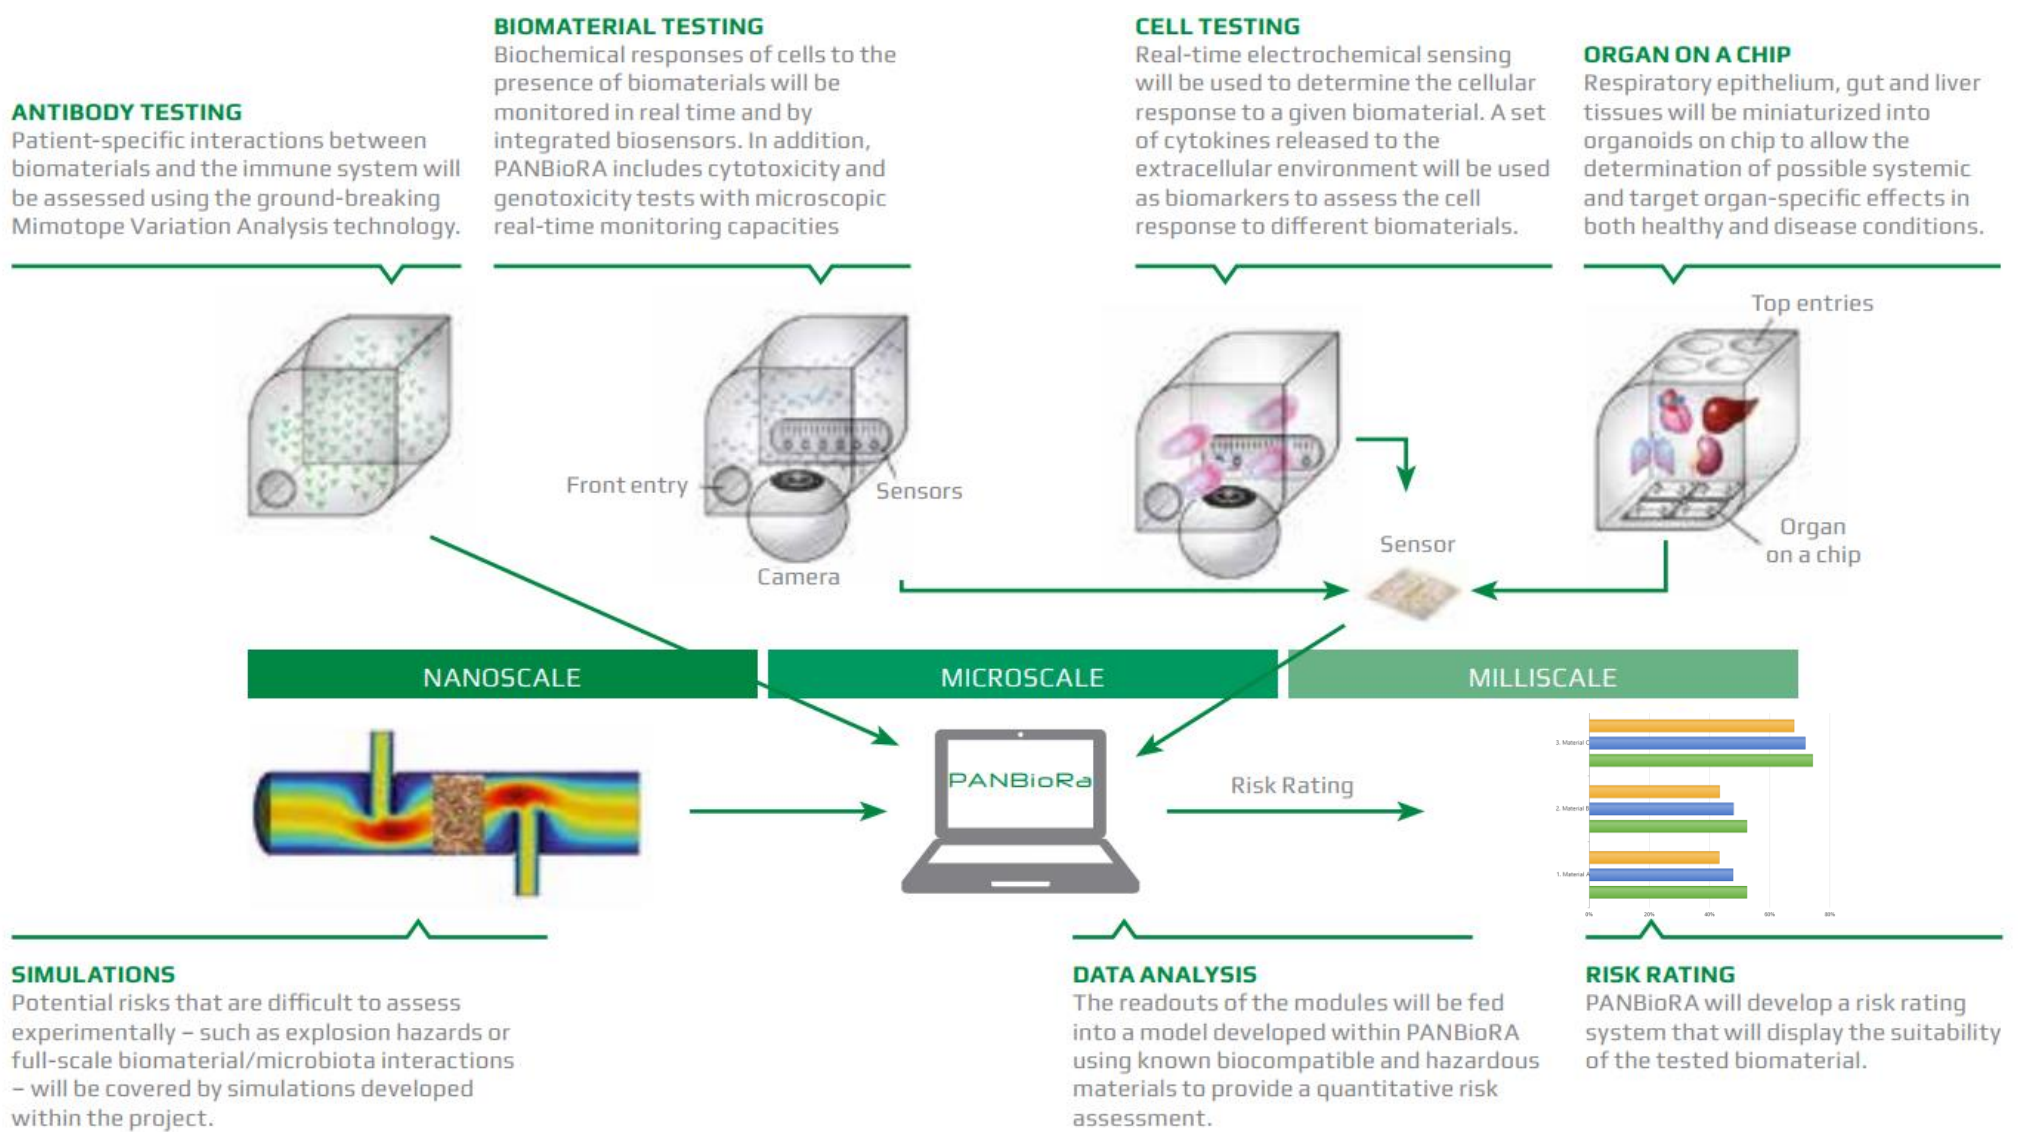 ANTIBODY TESTING
Patient-specific interactions between
biomaterials and the immune system will
be assessed using the ground-breaking
Mimotope Variation Analysis technology.
BIOMATERIAL TESTING
Biochemical responses of cells to the
presence of biomaterials will be
monitored in real time and by
integrated biosensors. In addition,
PANBioRA includes cytotoxicity and
genotoxicity tests with microscopic
real-time monitoring capacities
CELL TESTING
Real-time electrochemical sensing
will be used to determine the cellular
response to a given biomaterial. A set
of cytokines released to the
extracellular environment will be used
as biomarkers to assess the cell
response to different biomaterials.
ORGAN ON A CHIP
Respiratory epithelium, gut and liver
tissues will be miniaturized into
organoids on chip to allow the
determination of possible systemic
and target organ-specific effects in
both healthy and disease conditions.
Top entries
Front entry
Sensors
Camera
Sensor
Organ
on a chip
NANOSCALE
MICROSCALE
MILLISCALE
PANBioRa
Risk Rating
3. Material C
2. Material B
1. Material A
0%
20%
40%
60%
80%
SIMULATIONS
Potential risks that are difficult to assess
experimentally – such as explosion hazards or
full-scale biomaterial/microbiota interactions
– will be covered by simulations developed
within the project.
DATA ANALYSIS
The readouts of the modules will be fed
into a model developed within PANBioRA
using known biocompatible and hazardous
materials to provide a quantitative risk
assessment.
RISK RATING
PANBioRA will develop a risk rating
system that will display the suitability
of the tested biomaterial.